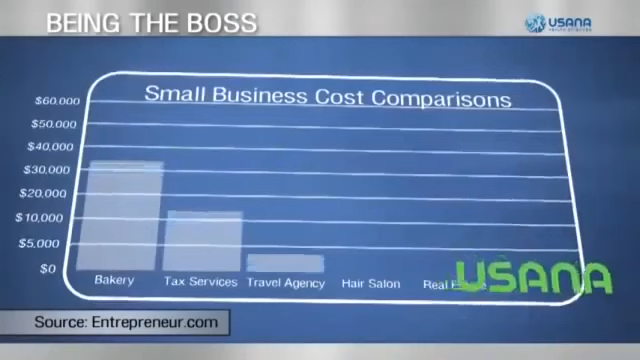 BEING THE BOSS
USANA
Small Business Cost Comparisons
$60,000
$50,000
$40,000
$30,000
$20,000
$10,000
$5,000
$0
Bakery Tax Services Travel Agency Hair Salon Real
USANA
Source: Entrepreneur.com